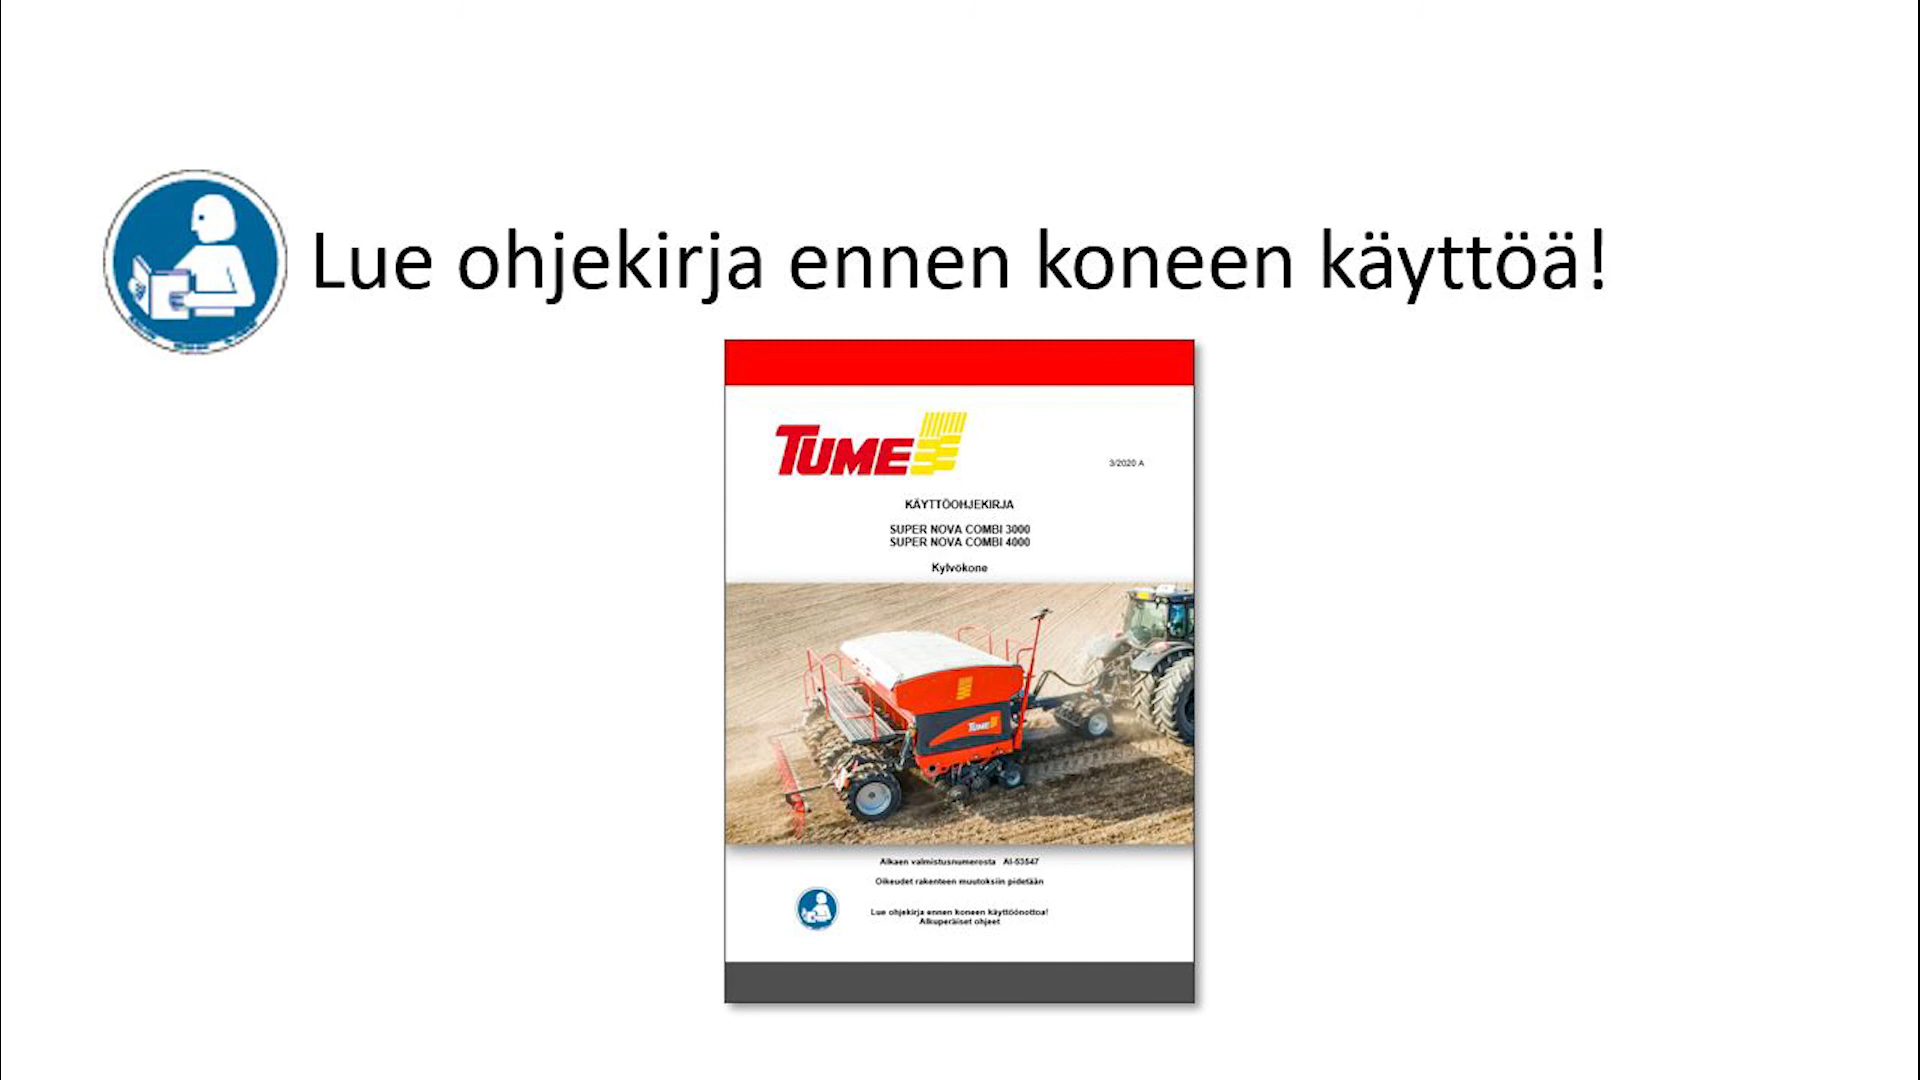 Lue ohjekirja ennen koneen käyttöä!
TUME
3/2020 A
KÄYTTÖOHJEKIRJA
SUPER NOVA COMBI 3000
SUPER NOVA COMBI 4000
Kylvökone
TUME
Alkaen valmistusnumerosta AI-53547
Oikeudet rakenteen muutoksiin pidetään
Lue ohjekirja ennen koneen käyttöönottoa!
Alkuperäiset ohjeet